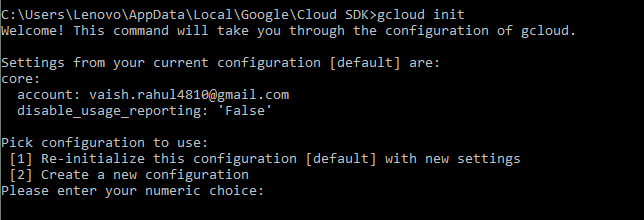 C:\Users\Lenovo\AppData\Local\Google\Cloud SDK>gcloud init
Welcome! This command will take you through the configuration of gcloud.
Settings from your current configuration [default] are:
core:
account: vaish.rahul4810@gmail.com
disable_usage_reporting: 'False'
Pick configuration to use:
[1] Re-initialize this configuration [default] with new settings
[2] Create a new configuration
Please enter your numeric choice: